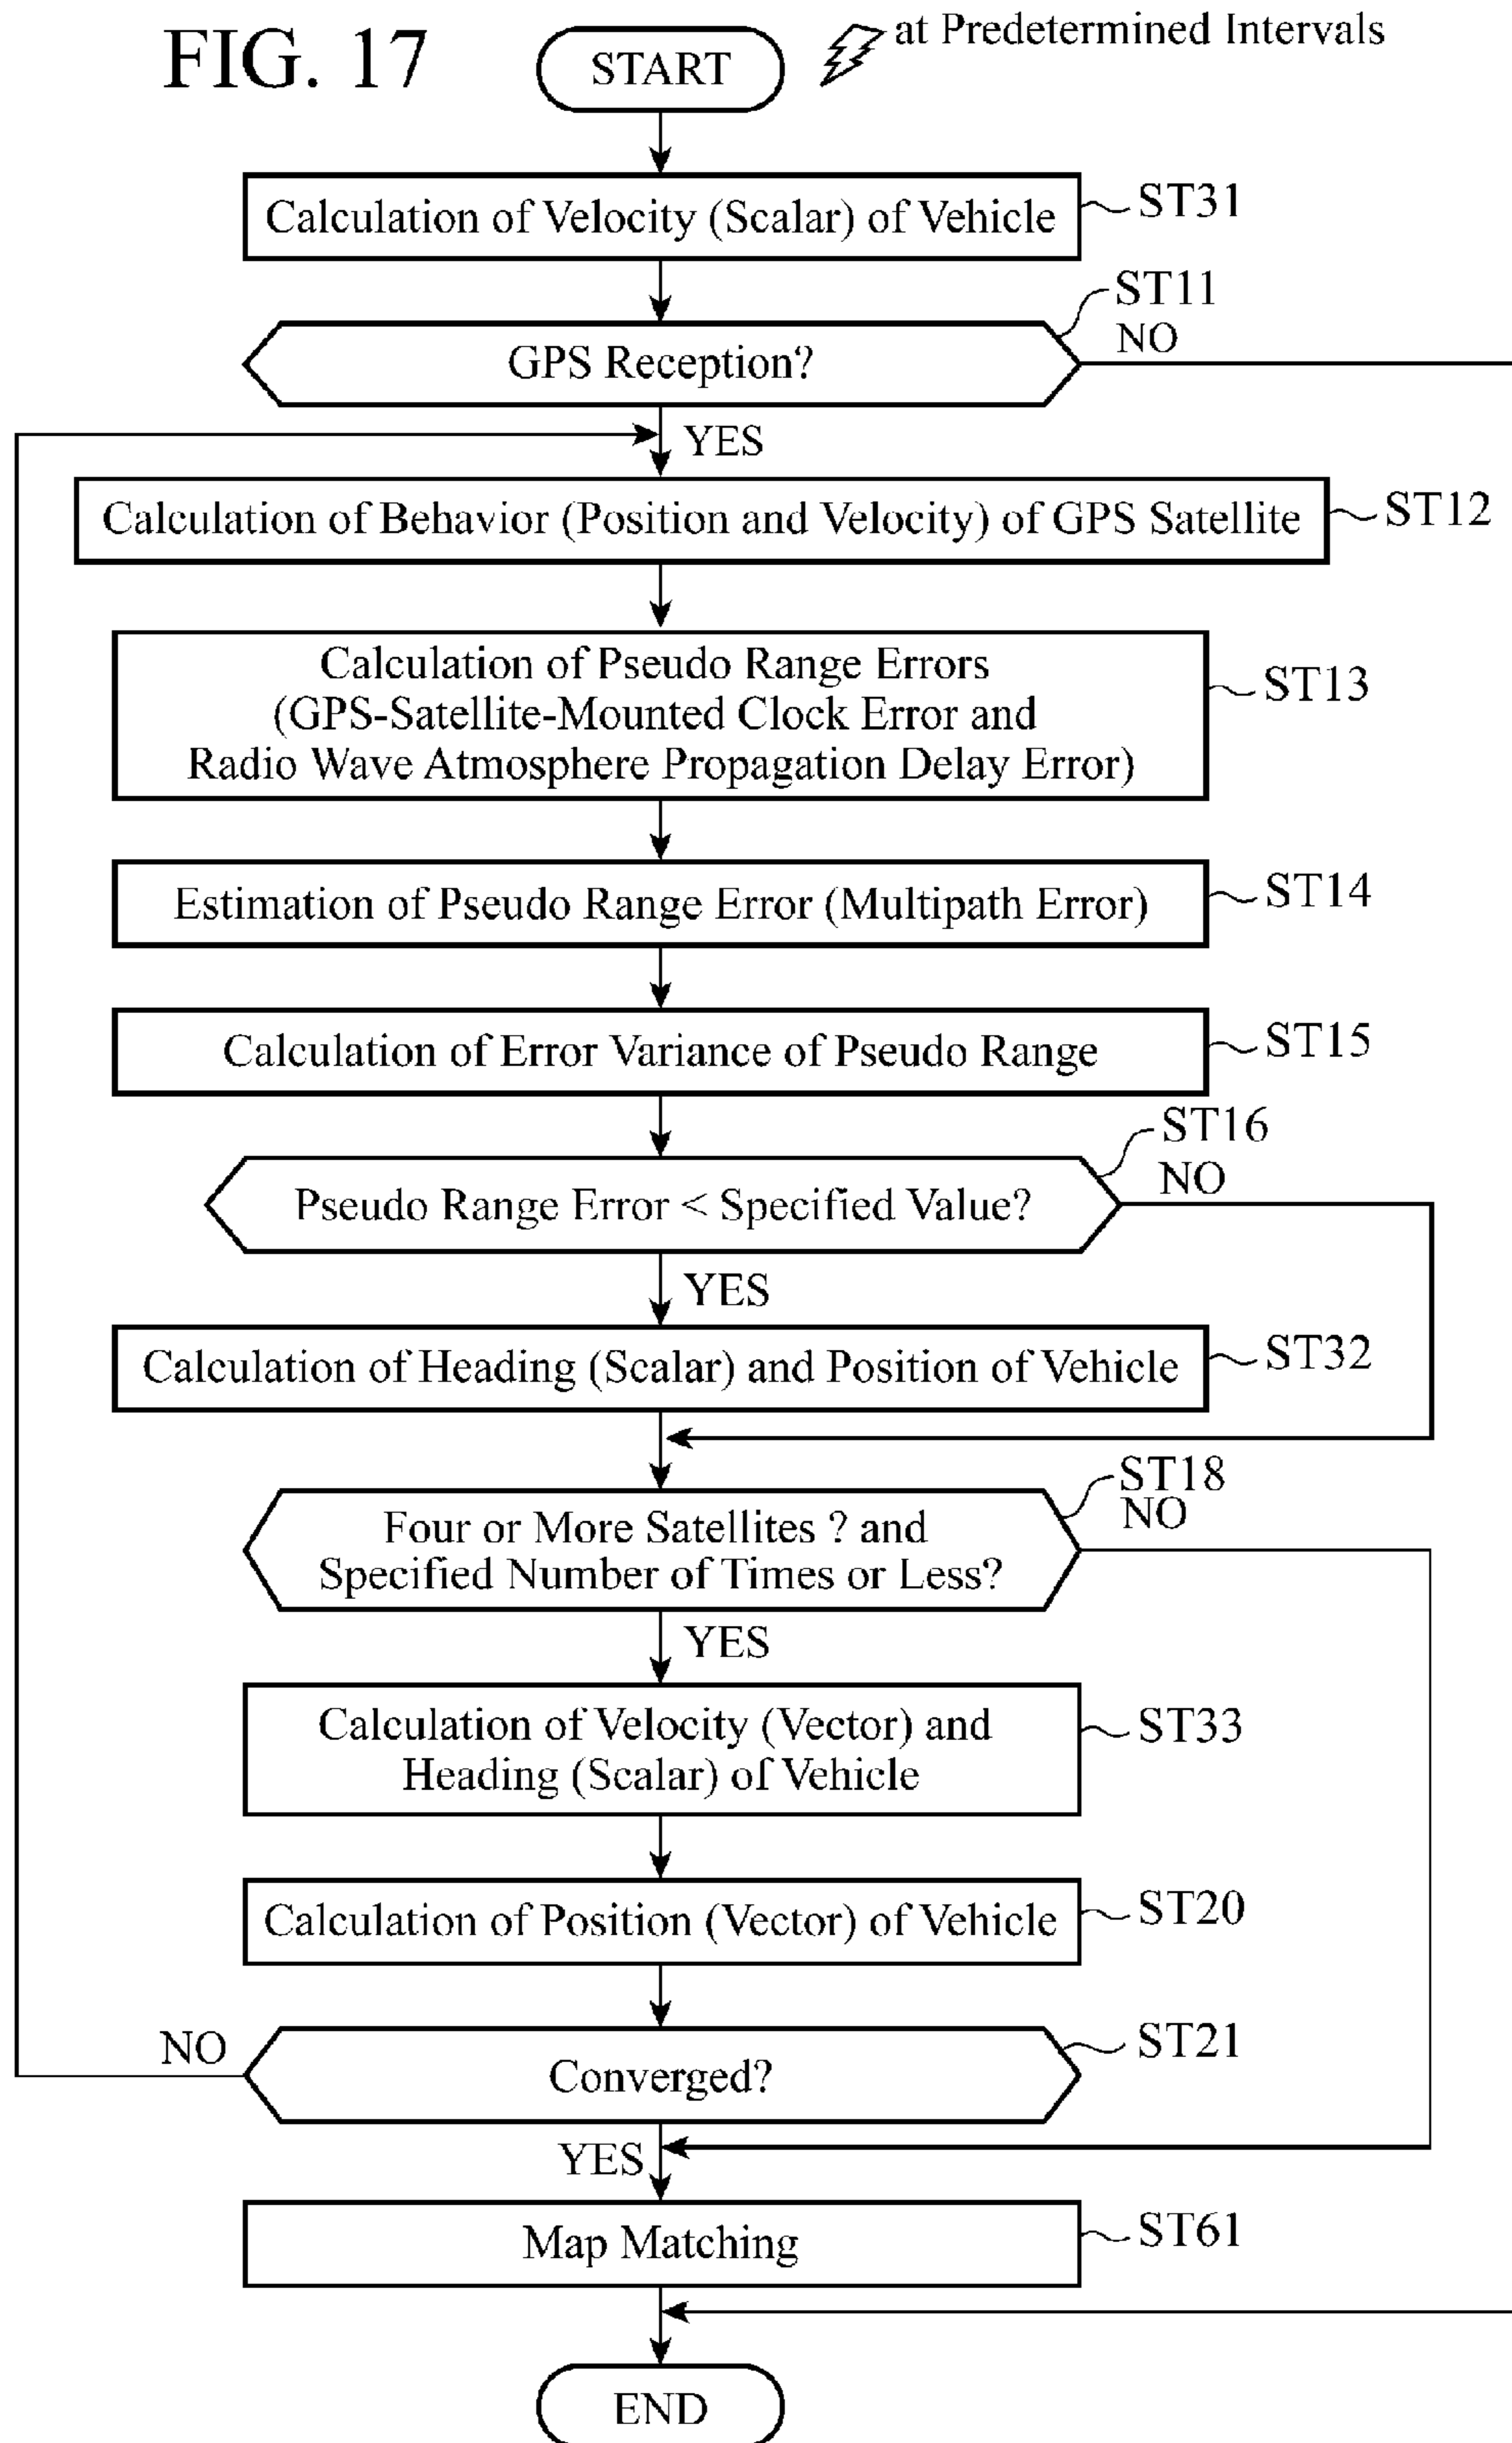 FIG. 17
START
at Predetermined Intervals
Calculation of Velocity (Scalar) of Vehicle
ST31
ST11
GPS Reception?
NO
YES
Calculation of Behavior (Position and Velocity) of GPS Satellite
ST12
Calculation of Pseudo Range Errors
(GPS-Satellite-Mounted Clock Error and
Radio Wave Atmosphere Propagation Delay Error)
ST13
Estimation of Pseudo Range Error (Multipath Error)
ST14
Calculation of Error Variance of Pseudo Range
ST15
ST16
Pseudo Range Error < Specified Value?
NO
YES
Calculation of Heading (Scalar) and Position of Vehicle
ST32
ST18
NO
Four or More Satellites ? and
Specified Number of Times or Less?
YES
Calculation of Velocity (Vector) and
Heading (Scalar) of Vehicle
ST33
Calculation of Position (Vector) of Vehicle
ST20
NO
Converged?
ST21
YES
Map Matching
ST61
END